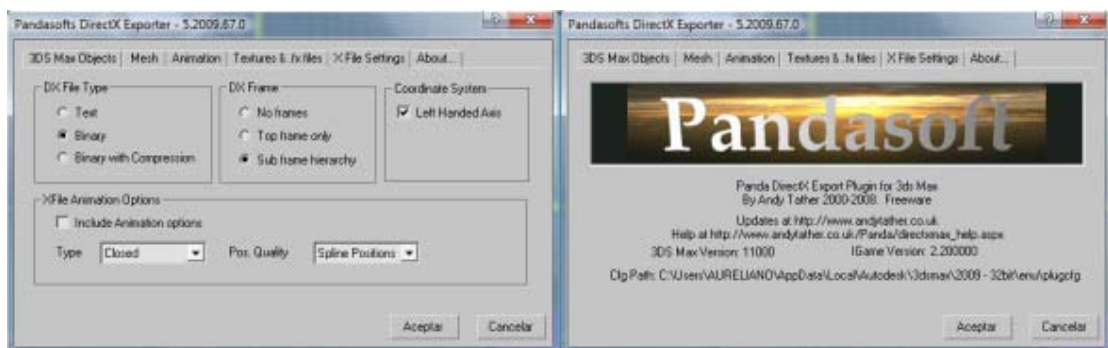 Pandasofts DirectX Exporter - 5.2009.67.0
3DS Max Objects Mesh Animation Textures & .fx files X File Settings About...
DX File Type
Text
Binary
Binary with Compression
DX Frame
No frames
Top frame only
Sub frame hierarchy
Coordinate System
Left Handed Axis
XFile Animation Options
Include Animation options
Type Closed Pos. Quality Spline Positions
Aceptar Cancelar
Pandasofts DirectX Exporter - 5.2009.67.0
3DS Max Objects Mesh Animation Textures & .fx files X File Settings About...
Pandasoft
Panda DirectX Export Plugin for 3ds Max
By Andy Tather 2000-2008. Freeware
Updates at http://www.andytather.co.uk
Help at http://www.andytather.co.uk/Panda/directxmax_help.aspx
3DS Max Version: 11000 IGame Version: 2.200000
Cfg Path: C:\Users\AURELIANO\AppData\Local\Autodesk\3dsmax\2009 - 32bit\enu\plugcfg
Aceptar Cancelar